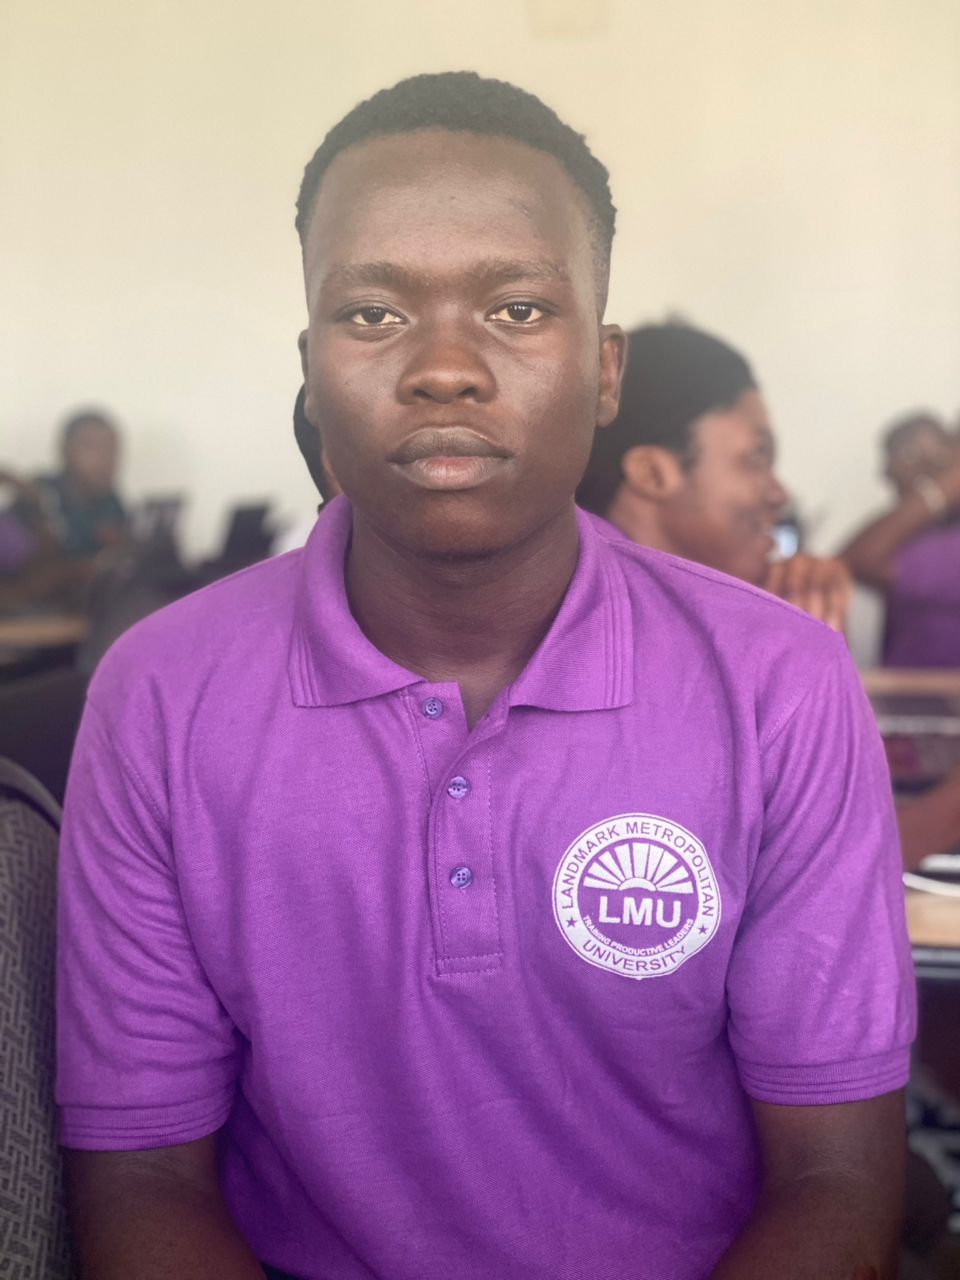 LANDMARK METROPOLITAN
LMU
TRAINING PRODUCTIVE LEADERS
UNIVERSITY